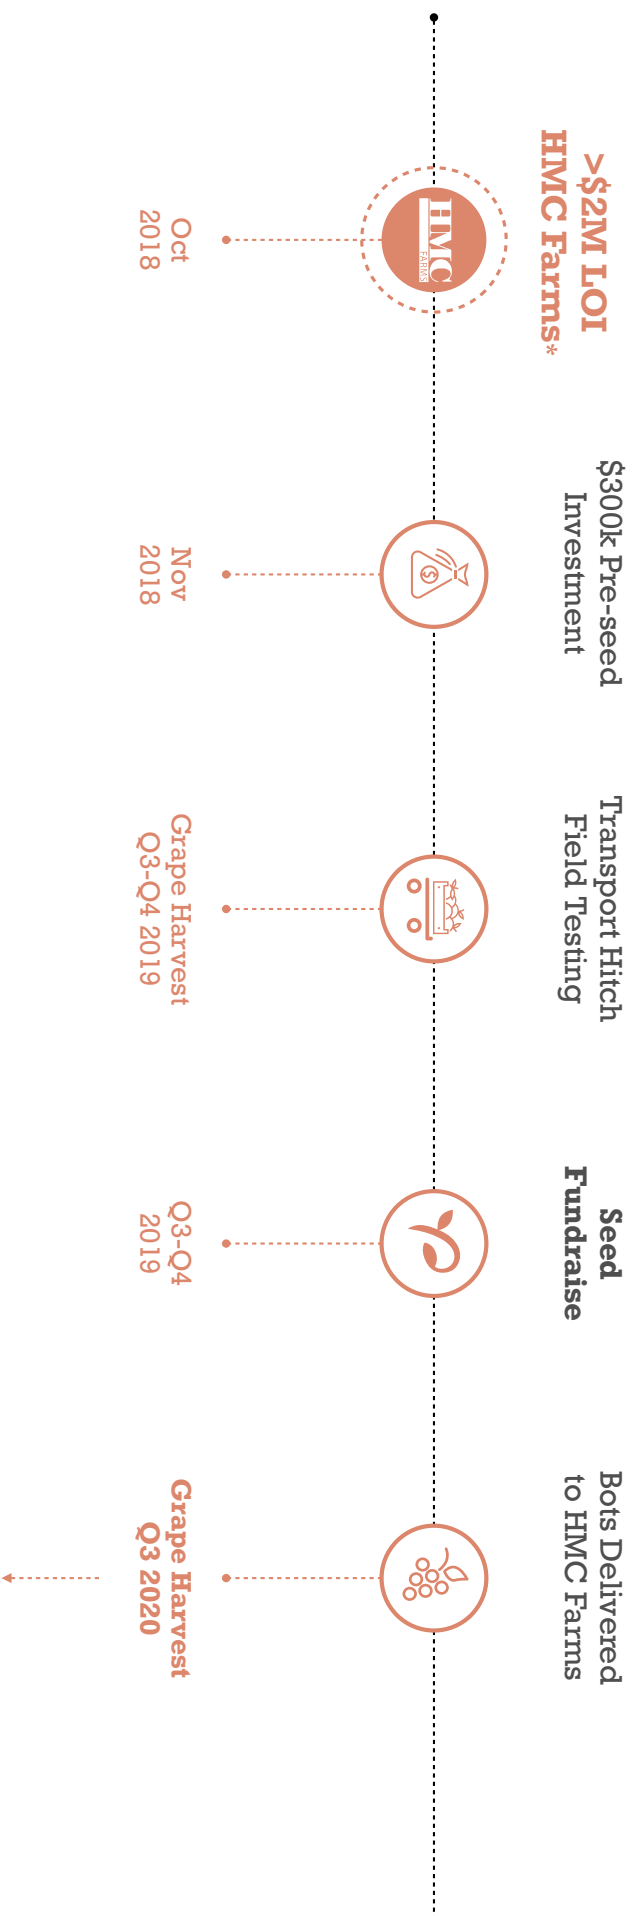 >$2M LOI
HMC Farms*
HMC
FARMS
Oct
2018
$300k Pre-seed
Investment
$
Nov
2018
Transport Hitch
Field Testing
Grape Harvest
Q3-Q4 2019
Seed
Fundraise
Q3-Q4
2019
Bots Delivered
to HMC Farms
Grape Harvest
Q3 2020